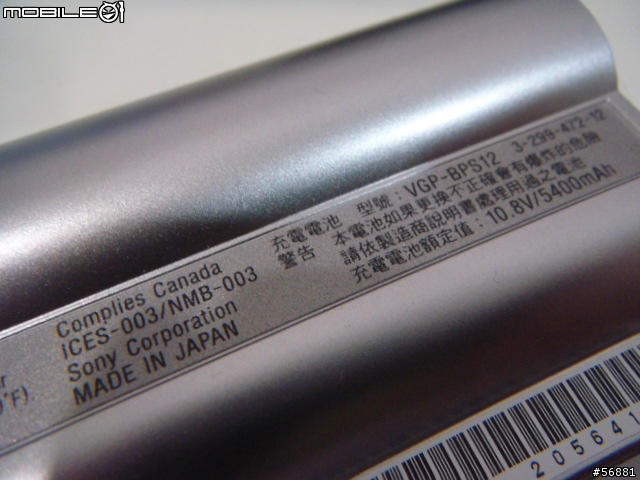 MOBILE01
充電電池 型號: VGP-BPS12 3-299-472-12
警告 本電池如果更換不正確會有爆炸的危險
請依製造商說明書處理用過之電池
充電電池額定值: 10.8V/5400mAh
Complies Canada
ICES-003/NMB-003
Sony Corporation
MADE IN JAPAN
°F).
205641
#56881